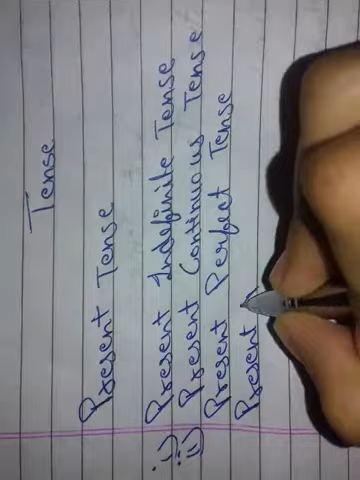 Tense
Present Tense
i) Present Indefinite Tense
ii) Present Continuous Tense
Present Perfect Tense
Present